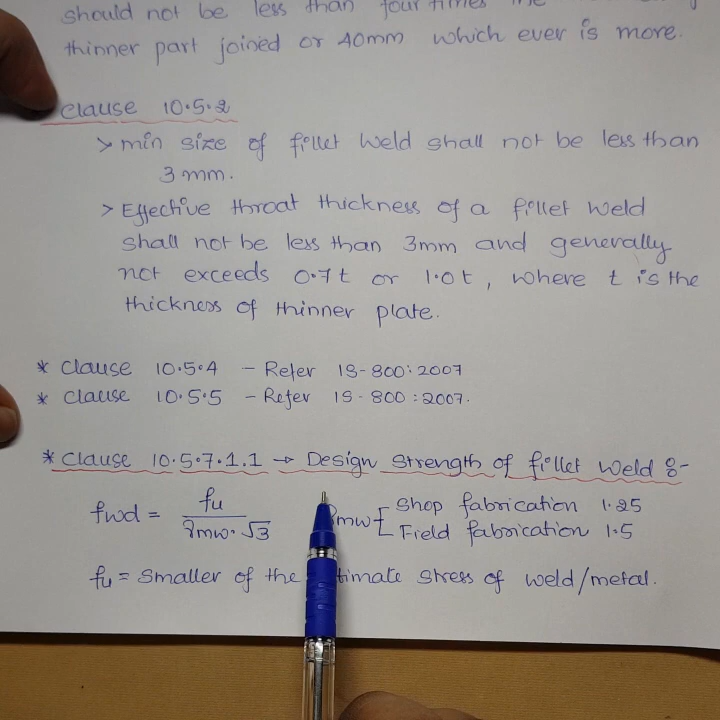 should not be less than four times the
thinner part joined or 40mm which ever is more.
Clause 10.5.2
> min size of fillet weld shall not be less than
3mm.
> Effective throat thickness of a fillet weld
shall not be less than 3mm and generally
not exceeds 0.7t or 1.0t, where t is the
thickness of thinner plate.
* Clause 10.5.4 - Refer IS-800:2007
* Clause 10.5.5 - Refer IS-800:2007.
* Clause 10.5.7.1.1 → Design strength of fillet weld :-
fwd = fu / γmw.√3 γmw [ Shop fabrication 1.25
Field fabrication 1.5
fu = Smaller of the timate stress of weld/metal.